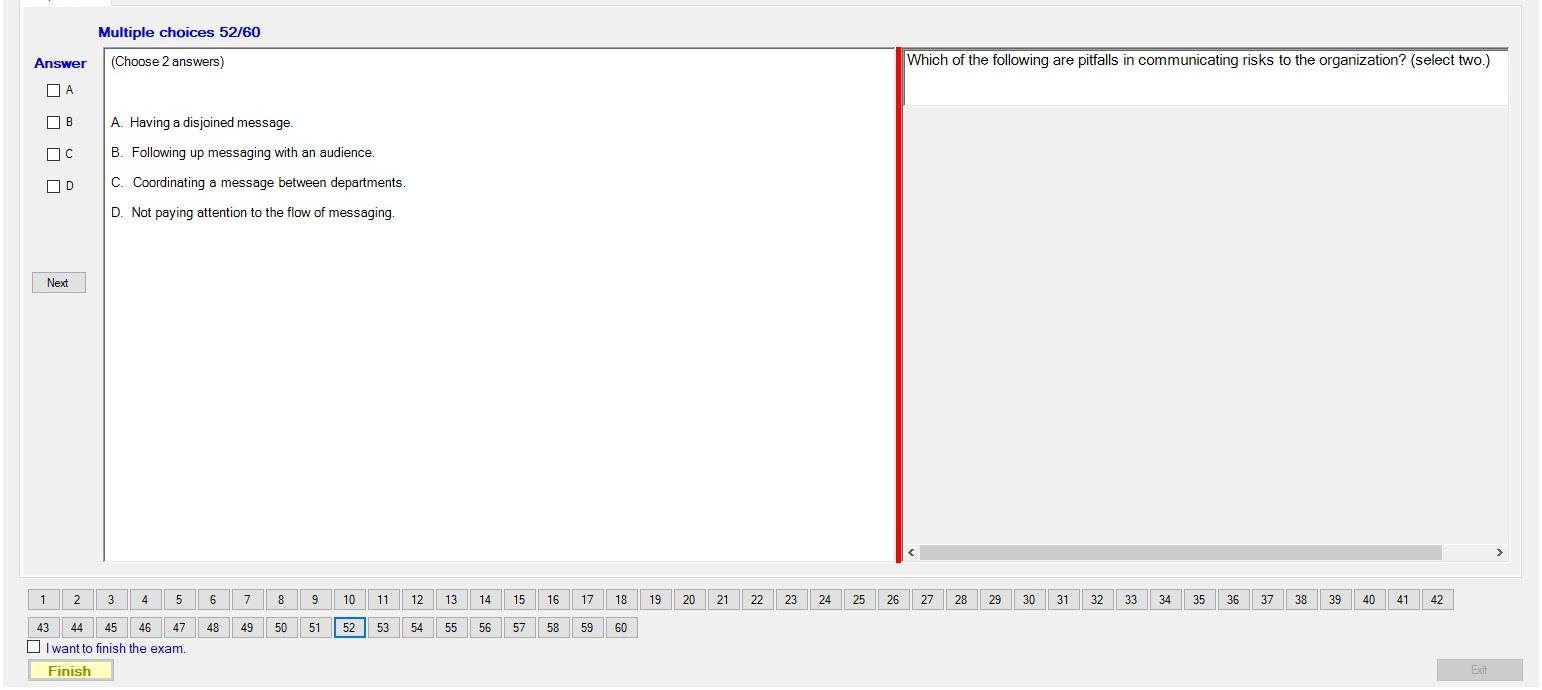 Multiple choices 52/60
Answer
(Choose 2 answers)
Which of the following are pitfalls in communicating risks to the organization? (select two.)
A
B
C
D
A. Having a disjoined message.
B. Following up messaging with an audience.
C. Coordinating a message between departments.
D. Not paying attention to the flow of messaging.
Next
1 2 3 4 5 6 7 8 9 10 11 12 13 14 15 16 17 18 19 20 21 22 23 24 25 26 27 28 29 30 31 32 33 34 35 36 37 38 39 40 41 42
43 44 45 46 47 48 49 50 51 52 53 54 55 56 57 58 59 60
I want to finish the exam.
Finish
Exit